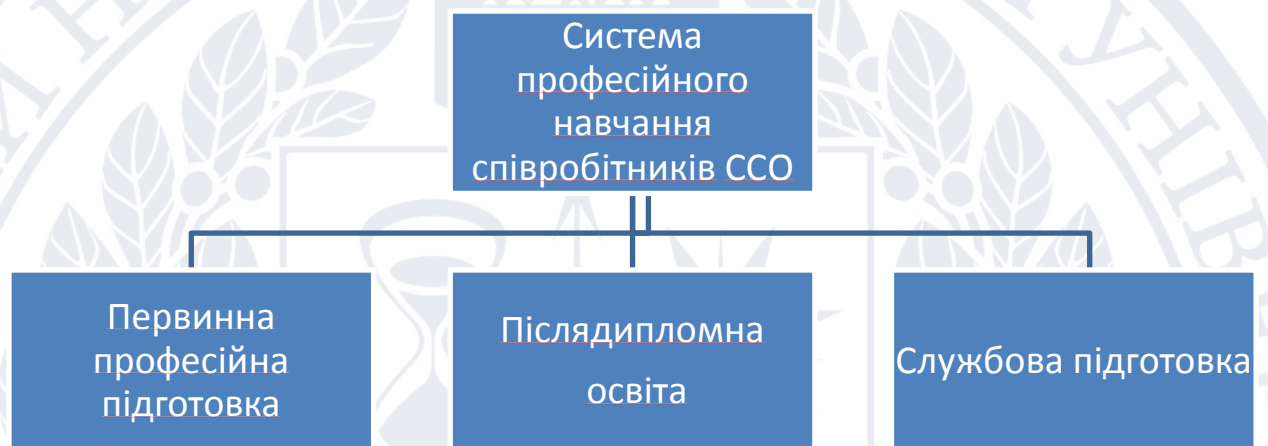 Система
професійного
навчання
співробітників ССО
Первинна
професійна
підготовка
Післядипломна
освіта
Службова підготовка